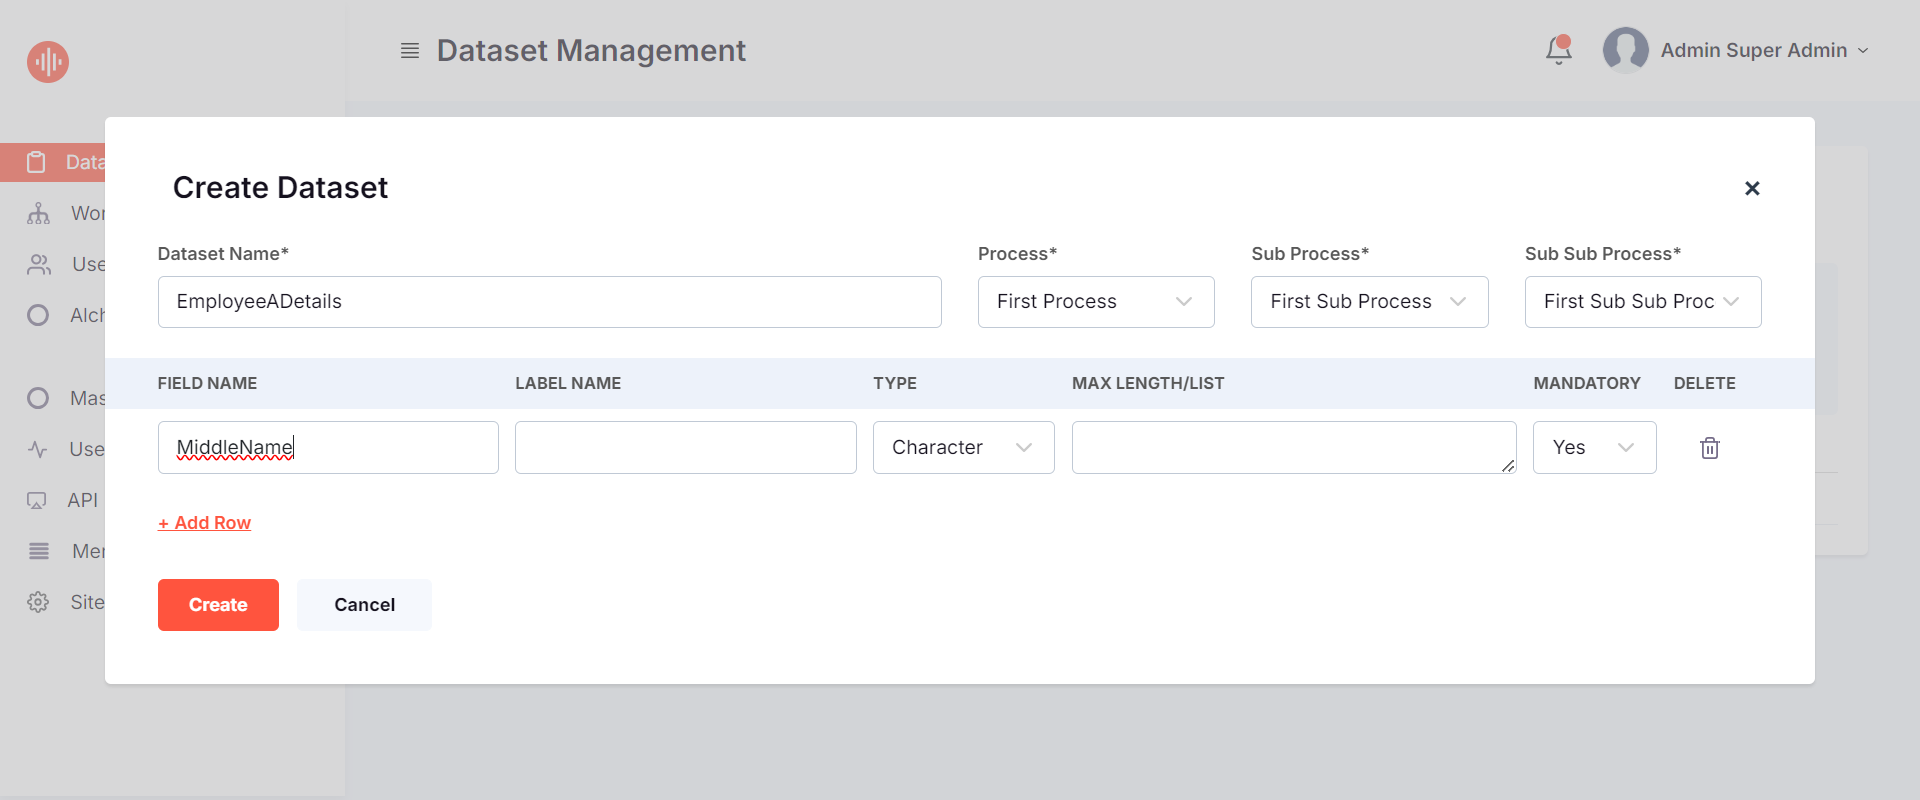 Dataset Management
Admin Super Admin
Data
Wor
Use
Alch
Mas
Use
API
Mer
Site
Create Dataset
Dataset Name*
Process*
Sub Process*
Sub Sub Process*
EmployeeADetails
First Process
First Sub Process
First Sub Sub Proc
FIELD NAME
LABEL NAME
TYPE
MAX LENGTH/LIST
MANDATORY
DELETE
MiddleName
Character
Yes
+ Add Row
Create
Cancel